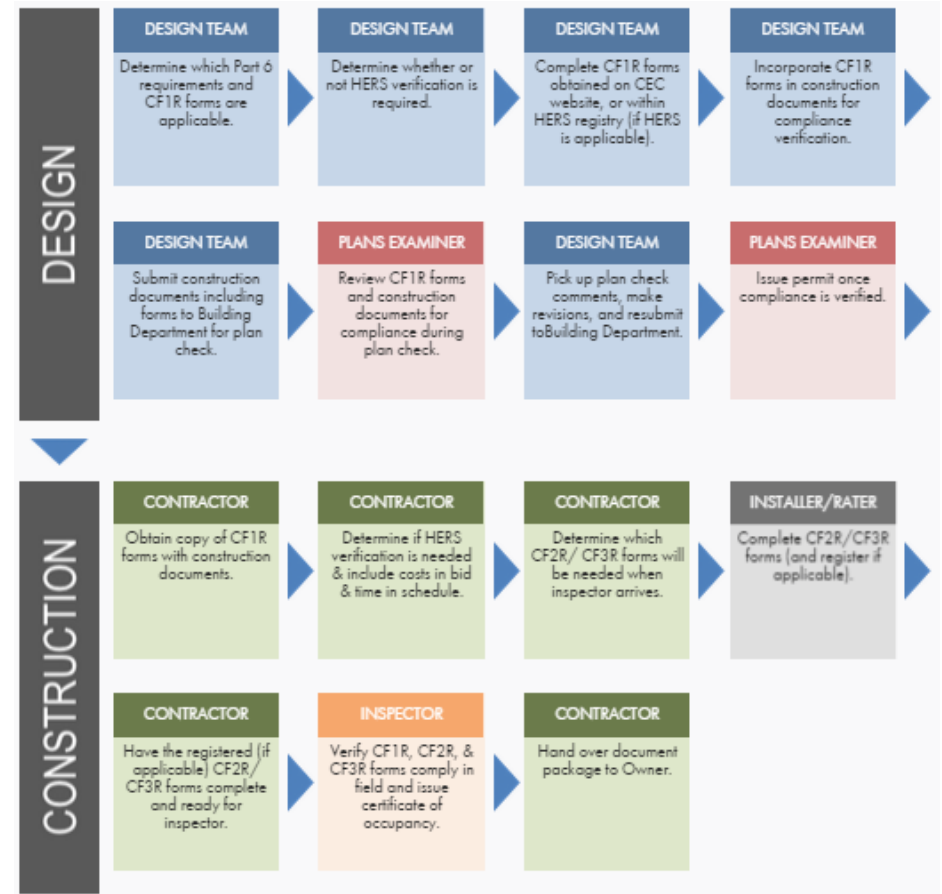 DESIGN
DESIGN TEAM
Determine which Part 6
requirements and
CF1R forms are
applicable.
DESIGN TEAM
Determine whether or
not HERS verification is
required.
DESIGN TEAM
Complete CF1R forms
obtained on CEC
website, or within
HERS registry (if HERS
is applicable).
DESIGN TEAM
Incorporate CF1R
forms in construction
documents for
compliance
verification.
DESIGN TEAM
Submit construction
documents including
forms to Building
Department for plan
check.
PLANS EXAMINER
Review CF1R forms
and construction
documents for
compliance during
plan check.
DESIGN TEAM
Pick up plan check
comments, make
revisions, and resubmit
toBuilding Department.
PLANS EXAMINER
Issue permit once
compliance is verified.
CONSTRUCTION
CONTRACTOR
Obtain copy of CF1R
forms with construction
documents.
CONTRACTOR
Determine if HERS
verification is needed
& include costs in bid
& time in schedule.
CONTRACTOR
Determine which
CF2R/ CF3R forms will
be needed when
inspector arrives.
INSTALLER/RATER
Complete CF2R/CF3R
forms (and register if
applicable).
CONTRACTOR
Have the registered (if
applicable) CF2R/
CF3R forms complete
and ready for
inspector.
INSPECTOR
Verify CF1R, CF2R, &
CF3R forms comply in
field and issue
certificate of
occupancy.
CONTRACTOR
Hand over document
package to Owner.